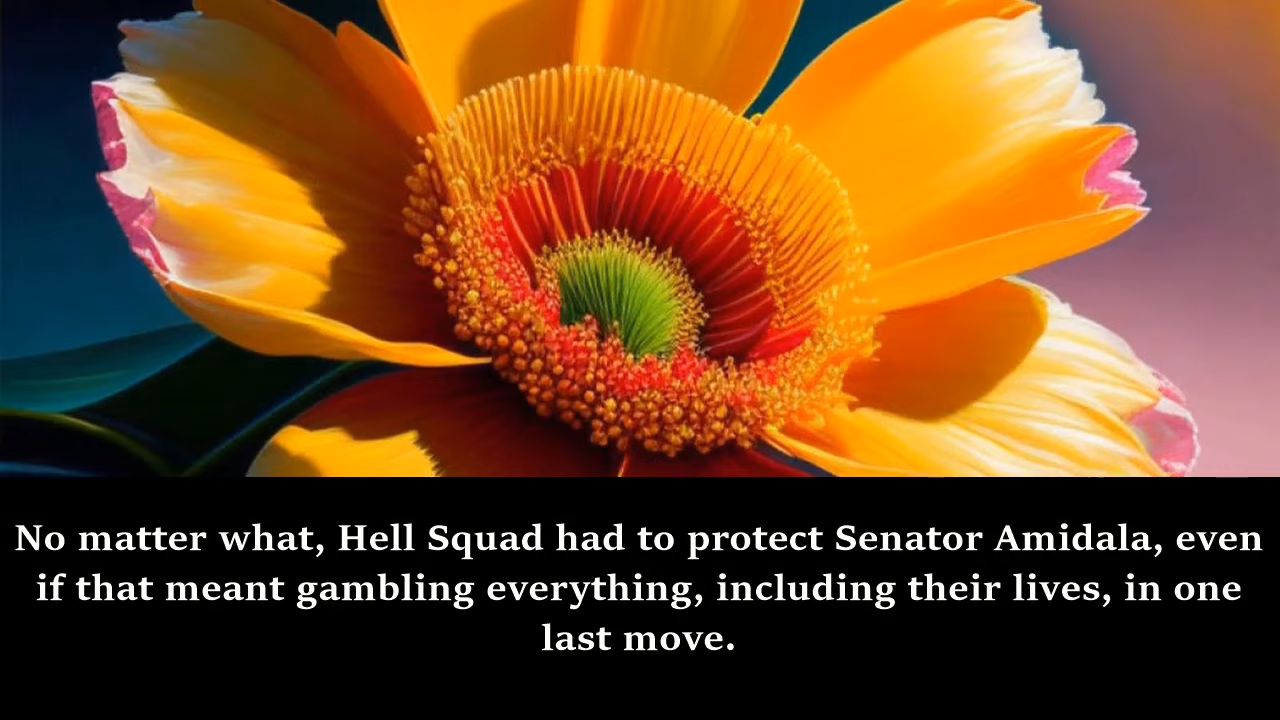 No matter what, Hell Squad had to protect Senator Amidala, even
if that meant gambling everything, including their lives, in one
last move.